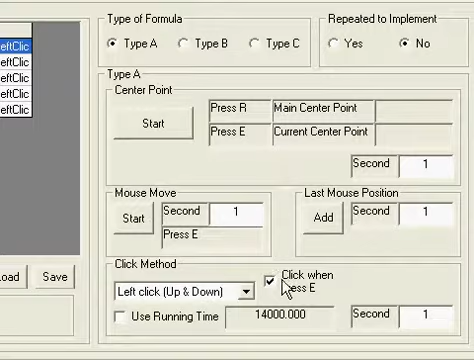 Type of Formula
Repeated to Implement
Type A
Type B
Type C
Yes
No
eftClic
eftClic
eftClic
eftClic
eftClic
Type A
Center Point
Start
Press R
Main Center Point
Press E
Current Center Point
Second
1
Mouse Move
Last Mouse Position
Start
Second
1
Press E
Add
Second
1
oad
Save
Click Method
Left click (Up & Down)
Click when
ess E
Use Running Time
14000.000
Second
1